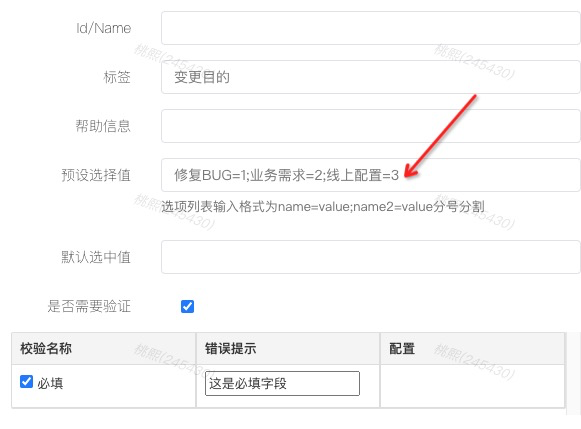 Id/Name
标签 变更目的
帮助信息
预设选择值 修复BUG=1;业务需求=2;线上配置=3
选项列表输入格式为name=value;name2=value分号分割
默认选中值
是否需要验证
校验名称 错误提示 配置
必填 这是必填字段
桃熙(245430)
桃熙(245430)
桃熙(245430)
桃熙(245430)
桃熙(245430)
桃熙(245430)